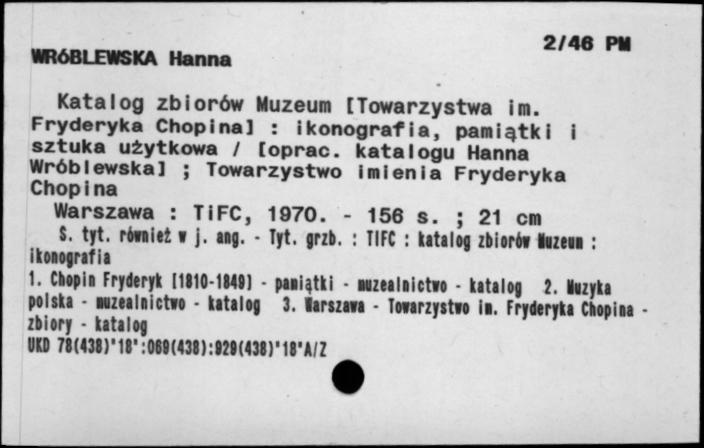 2/46 PM
WRóBLEWSKA Hanna
Katalog zbiorów Muzeum [Towarzystwa im.
Fryderyka Chopina] : ikonografia, pamiątki i
sztuka użytkowa / [oprac. katalogu Hanna
Wróblewska] ; Towarzystwo imienia Fryderyka
Chopina
Warszawa : TiFC, 1970. - 156 s. ; 21 cm
S. tyt. również w j. ang. - Tyt. grzb. : TIFC : katalog zbiorów Muzeum :
ikonografia
1. Chopin Fryderyk [1810-1849] - pamiątki - muzealnictwo - katalog 2. Muzyka
polska - muzealnictwo - katalog 3. Warszawa - Towarzystwo im. Fryderyka Chopina -
zbiory - katalog
UKD 78(438)"18":069(438):929(438)"18"A/Z